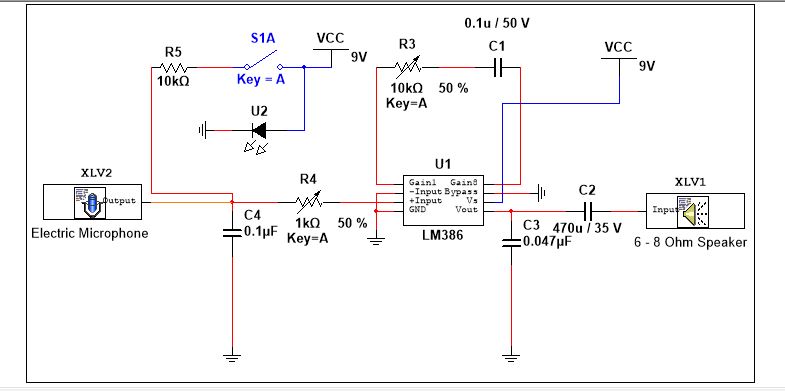 0.1u / 50 V
S1A
VCC
9V
R5
10kΩ
Key = A
R3
C1
10kΩ
50 %
Key=A
VCC
9V
U2
U1
XLV2
Output
Electric Microphone
R4
1kΩ
50 %
Key=A
C4
0.1µF
Gain1 Gain8
-Input Bypass
+Input Vs
GND Vout
LM386
C2
470u / 35 V
C3
0.047µF
XLV1
Input
6 - 8 Ohm Speaker